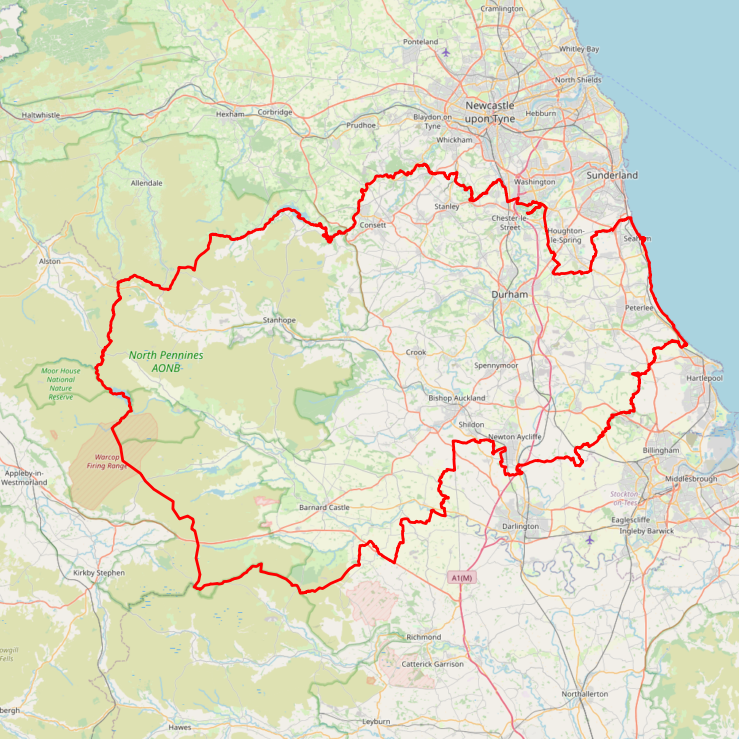 Cramlington
Ponteland
Whitley Bay
North Shields
Newcastle
upon Tyne
Haltwhistle
Hexham
Corbridge
Blaydon on
Tyne
Hebburn
Prudhoe
Whickham
Sunderland
Allendale
Washington
Stanley
Chester-le-
Street
Consett
Houghton-
le-Spring
Seaham
Alston
Durham
Stanhope
Peterlee
North Pennines
AONB
Crook
Spennymoor
Moor House
National
Nature
Reserve
Hartlepool
Bishop Auckland
Shildon
Newton Aycliffe
Billingham
Warcop
Firing Range
Appleby-in-
Westmorland
Middlesbrough
Stockton
on-Tees
Barnard Castle
Darlington
Eaglescliffe
Ingleby Barwick
Kirkby Stephen
A1(M)
Richmond
Catterick Garrison
Fells
Northallerton
Leyburn
Hawes